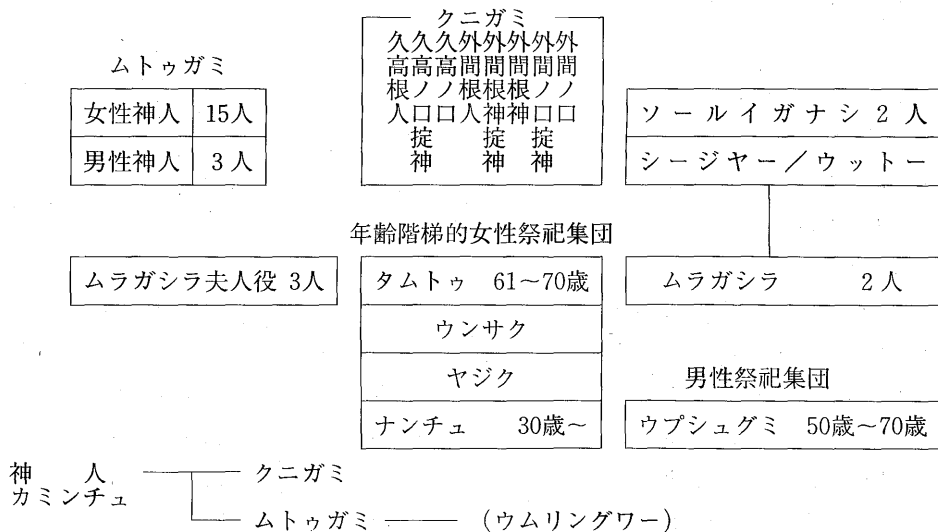 ムトゥガミ
女性神人 15人
男性神人 3人
クニガミ
外間ノ口
外間ノ口掟神
外間根神
外間根神掟神
外間根人
久高ノ口
久高ノ口掟神
久高根人
ソールイガナシ2人
シージヤー/ウットー
年齢階梯的女性祭祀集団
ムラガシラ夫人役 3人
タムトゥ 61~70歳
ウンサク
ヤジク
ナンチュ 30歳~
ムラガシラ 2人
男性祭祀集団
ウプシュグミ 50歳~70歳
神人
カミンチュ
クニガミ
ムトゥガミ (ウムリングワー)